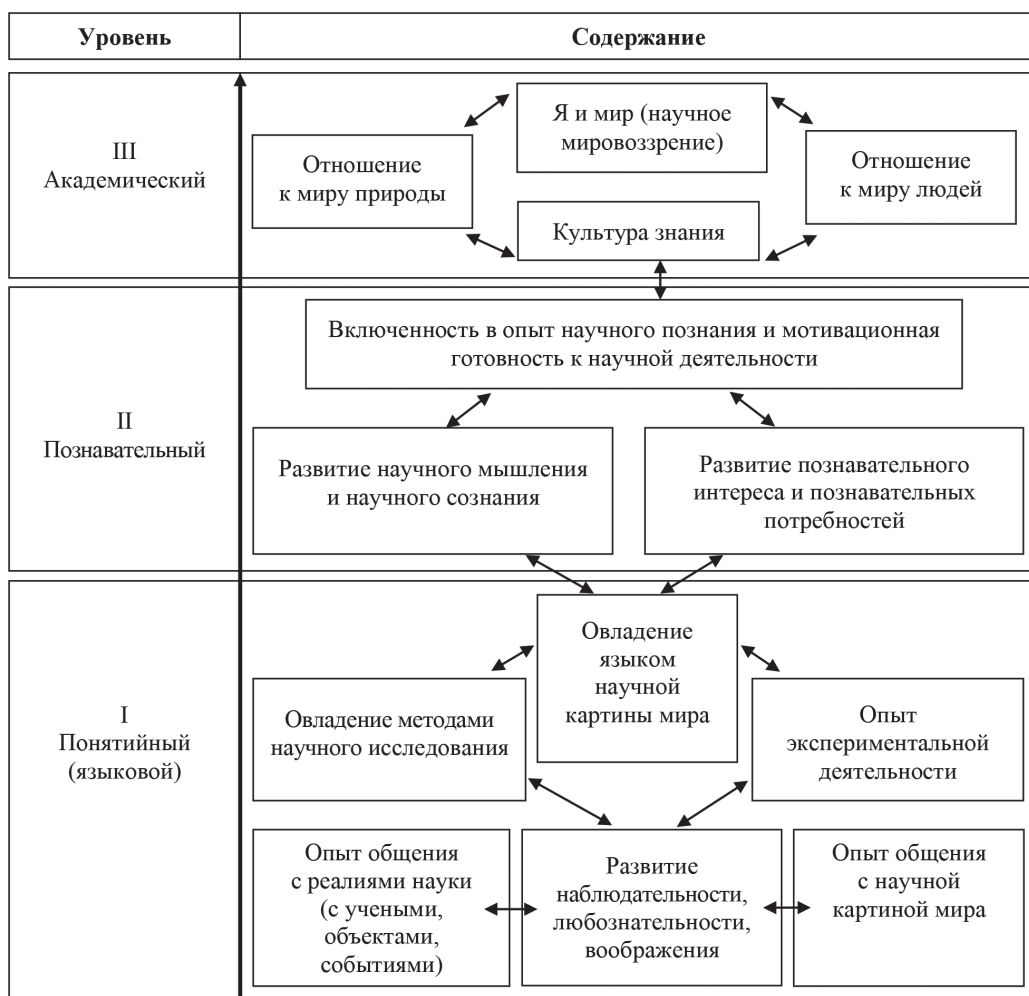 Уровень
Содержание
III
Академический
Я и мир (научное
мировоззрение)
Отношение
к миру природы
Отношение
к миру людей
Культура знания
II
Познавательный
Включенность в опыт научного познания и мотивационная
готовность к научной деятельности
Развитие научного мышления
и научного сознания
Развитие познавательного
интереса и познавательных
потребностей
I
Понятийный
(языковой)
Овладение
языком
научной
картины мира
Овладение методами
научного исследования
Опыт
экспериментальной
деятельности
Опыт общения
с реалиями науки
(с учеными,
объектами,
событиями)
Развитие
наблюдательности,
любознательности,
воображения
Опыт общения
с научной
картиной мира